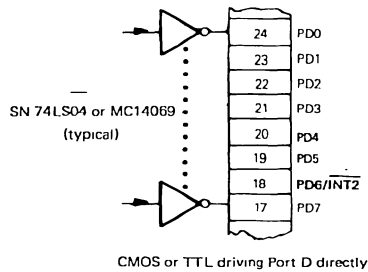 24 PD0
23 PD1
22 PD2
21 PD3
SN 74LS04 or MC14069
(typical)
20 PD4
19 PD5
18 PD6/INT2
17 PD7
CMOS or TTL driving Port D directly